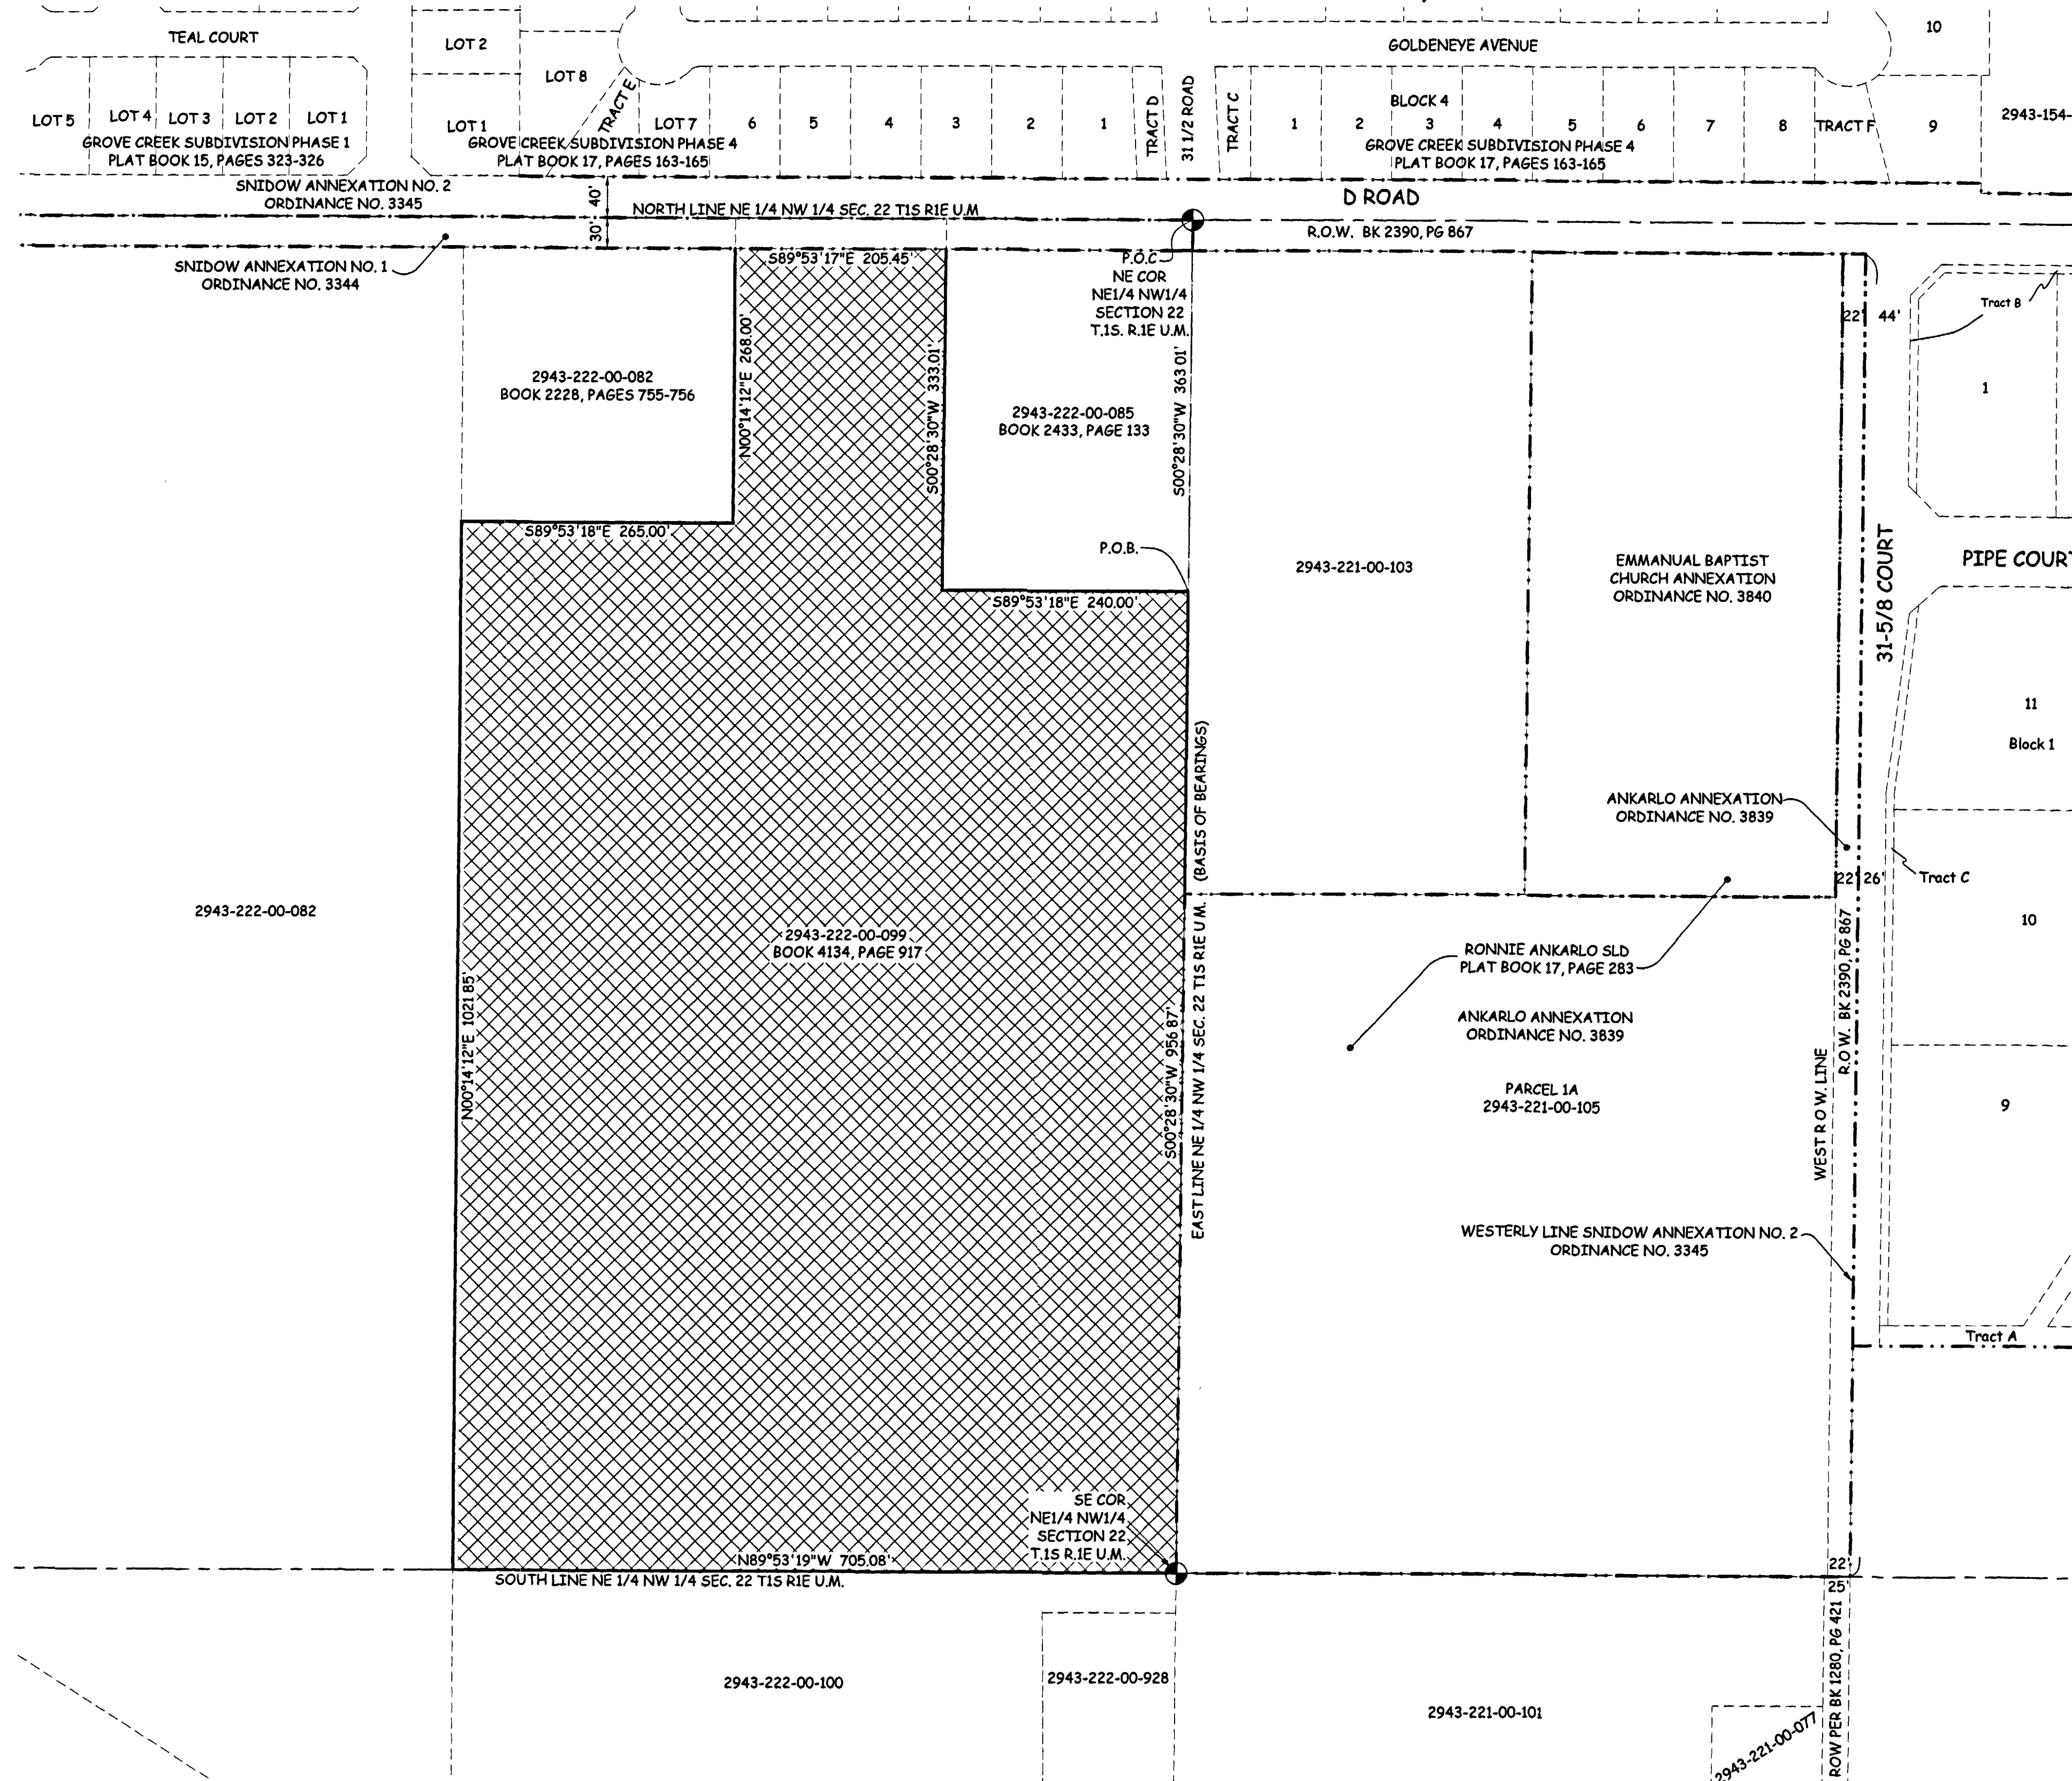 TEAL COURT
LOT 2
GOLDENEYE AVENUE
10
LOT 8
TRACT E
LOT 5
LOT 4
LOT 3
LOT 2
LOT 1
LOT 1
LOT 7
6
5
4
3
2
1
TRACT D
31 1/2 ROAD
TRACT C
BLOCK 4
1
2
3
4
5
6
7
8
TRACT F
9
2943-154-
GROVE CREEK SUBDIVISION PHASE 1
PLAT BOOK 15, PAGES 323-326
GROVE CREEK SUBDIVISION PHASE 4
PLAT BOOK 17, PAGES 163-165
GROVE CREEK SUBDIVISION PHASE 4
PLAT BOOK 17, PAGES 163-165
SNIDOW ANNEXATION NO. 2
ORDINANCE NO. 3345
40'
30'
NORTH LINE NE 1/4 NW 1/4 SEC. 22 T1S R1E U.M
D ROAD
R.O.W. BK 2390, PG 867
SNIDOW ANNEXATION NO. 1
ORDINANCE NO. 3344
S89°53'17"E 205.45'
P.O.C
NE COR
NE1/4 NW1/4
SECTION 22
T.1S. R.1E U.M.
22'
44'
Tract B
1
N00°14'12"E 268.00'
S00°28'30"W 333.01'
S00°28'30"W 363 01'
2943-222-00-082
BOOK 2228, PAGES 755-756
2943-222-00-085
BOOK 2433, PAGE 133
S89°53'18"E 265.00'
P.O.B.
S89°53'18"E 240.00'
2943-221-00-103
EMMANUAL BAPTIST
CHURCH ANNEXATION
ORDINANCE NO. 3840
31-5/8 COURT
PIPE COURT
11
Block 1
(BASIS OF BEARINGS)
EAST LINE NE 1/4 NW 1/4 SEC. 22 T1S R1E U M.
ANKARLO ANNEXATION
ORDINANCE NO. 3839
22'
26'
Tract C
10
2943-222-00-082
2943-222-00-099
BOOK 4134, PAGE 917
RONNIE ANKARLO SLD
PLAT BOOK 17, PAGE 283
R.O W. BK 2390, PG 867
N00°14'12"E 1021 85'
S00°28'30"W 956 87'
ANKARLO ANNEXATION
ORDINANCE NO. 3839
PARCEL 1A
2943-221-00-105
WEST R O W. LINE
9
WESTERLY LINE SNIDOW ANNEXATION NO. 2
ORDINANCE NO. 3345
Tract A
SE COR
NE1/4 NW1/4
SECTION 22
T.1S R.1E U.M.
N89°53'19"W 705.08'
SOUTH LINE NE 1/4 NW 1/4 SEC. 22 T1S R1E U.M.
22'
25'
ROW PER BK 1280, PG 421
2943-222-00-100
2943-222-00-928
2943-221-00-101
2943-221-00-077